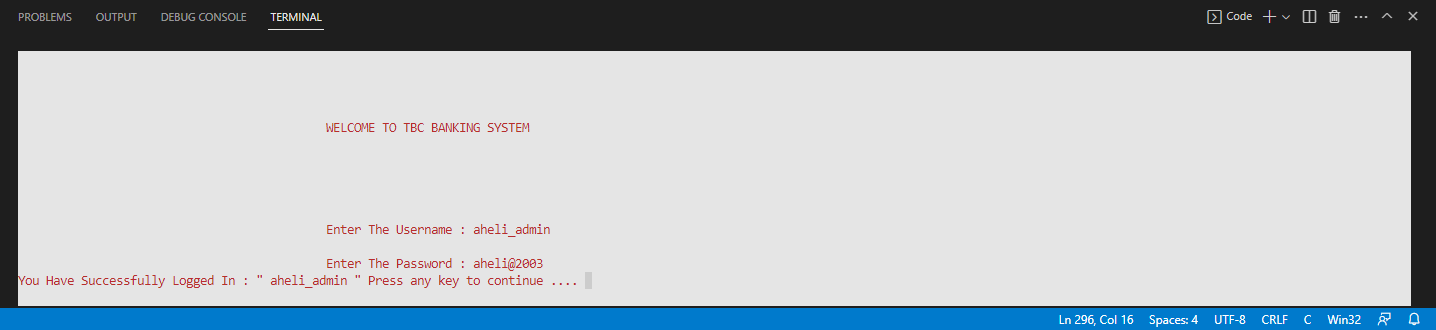 PROBLEMS OUTPUT DEBUG CONSOLE TERMINAL Code
WELCOME TO TBC BANKING SYSTEM
Enter The Username : aheli_admin
Enter The Password : aheli@2003
You Have Successfully Logged In : " aheli_admin " Press any key to continue ....
Ln 296, Col 16 Spaces: 4 UTF-8 CRLF C Win32